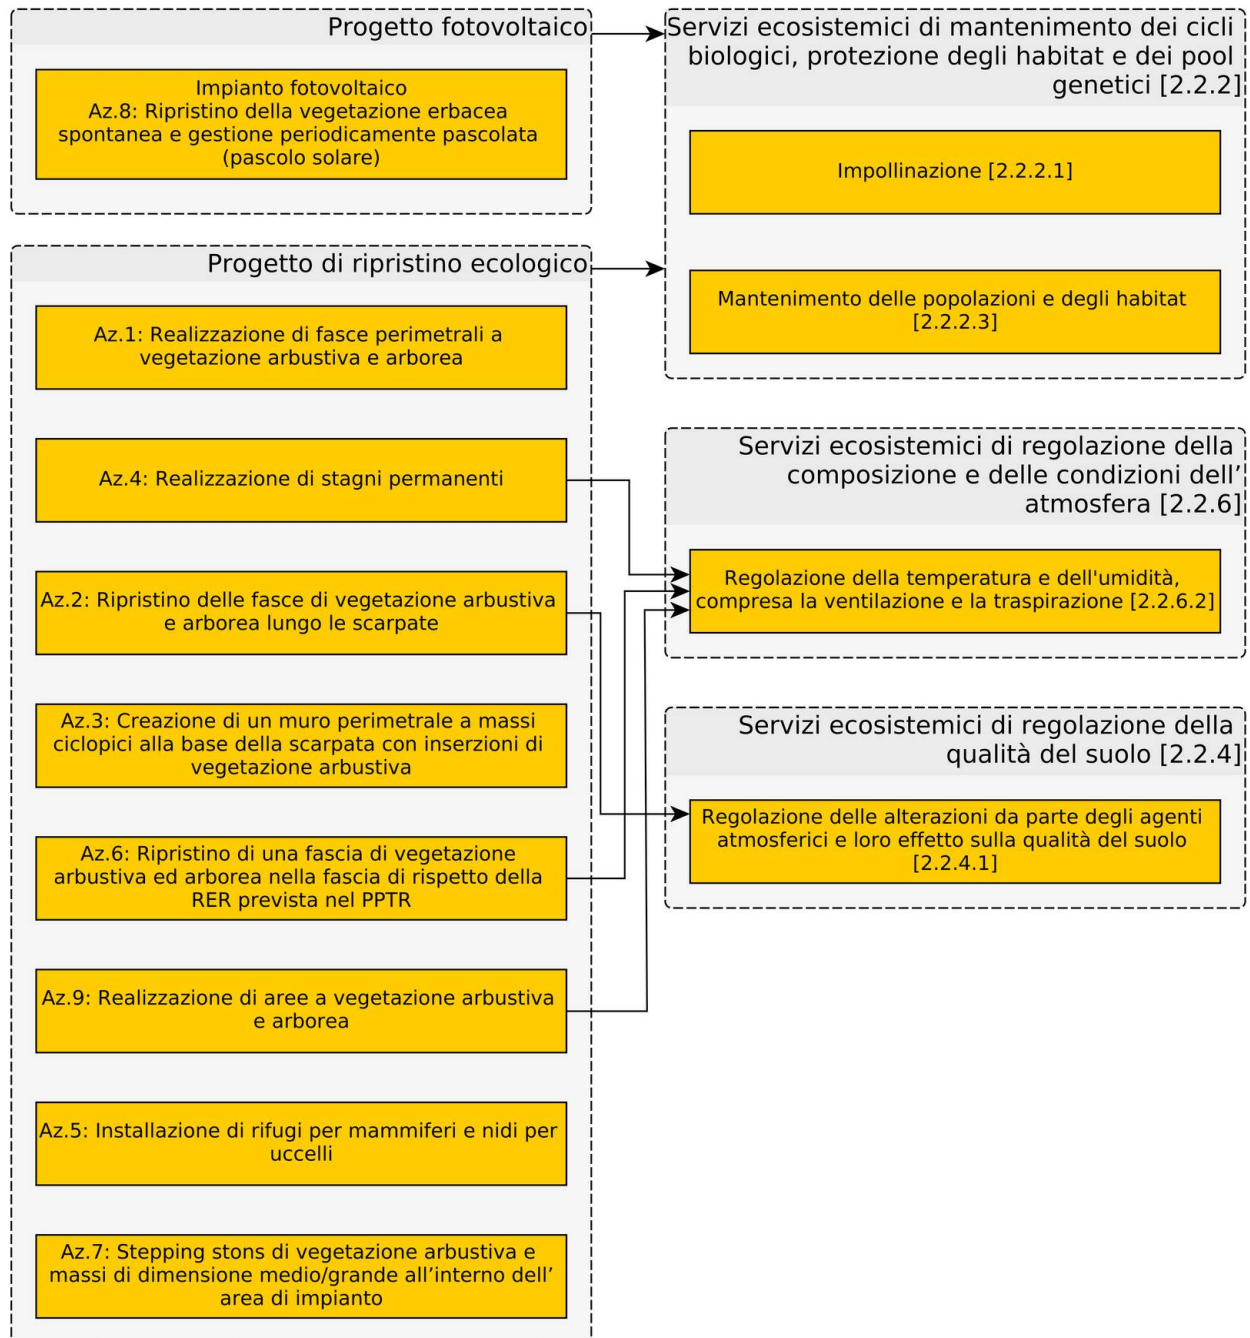 Progetto fotovoltaico
Impianto fotovoltaico
Az.8: Ripristino della vegetazione erbacea
spontanea e gestione periodicamente pascolata
(pascolo solare)
Progetto di ripristino ecologico
Az.1: Realizzazione di fasce perimetrali a
vegetazione arbustiva e arborea
Az.4: Realizzazione di stagni permanenti
Az.2: Ripristino delle fasce di vegetazione arbustiva
e arborea lungo le scarpate
Az.3: Creazione di un muro perimetrale a massi
ciclopici alla base della scarpata con inserzioni di
vegetazione arbustiva
Az.6: Ripristino di una fascia di vegetazione
arbustiva ed arborea nella fascia di rispetto della
RER prevista nel PPTR
Az.9: Realizzazione di aree a vegetazione arbustiva
e arborea
Az.5: Installazione di rifugi per mammiferi e nidi per
uccelli
Az.7: Stepping stons di vegetazione arbustiva e
massi di dimensione medio/grande all’interno dell’
area di impianto
Servizi ecosistemici di mantenimento dei cicli
biologici, protezione degli habitat e dei pool
genetici [2.2.2]
Impollinazione [2.2.2.1]
Mantenimento delle popolazioni e degli habitat
[2.2.2.3]
Servizi ecosistemici di regolazione della
composizione e delle condizioni dell’
atmosfera [2.2.6]
Regolazione della temperatura e dell'umidità,
compresa la ventilazione e la traspirazione [2.2.6.2]
Servizi ecosistemici di regolazione della
qualità del suolo [2.2.4]
Regolazione delle alterazioni da parte degli agenti
atmosferici e loro effetto sulla qualità del suolo
[2.2.4.1]